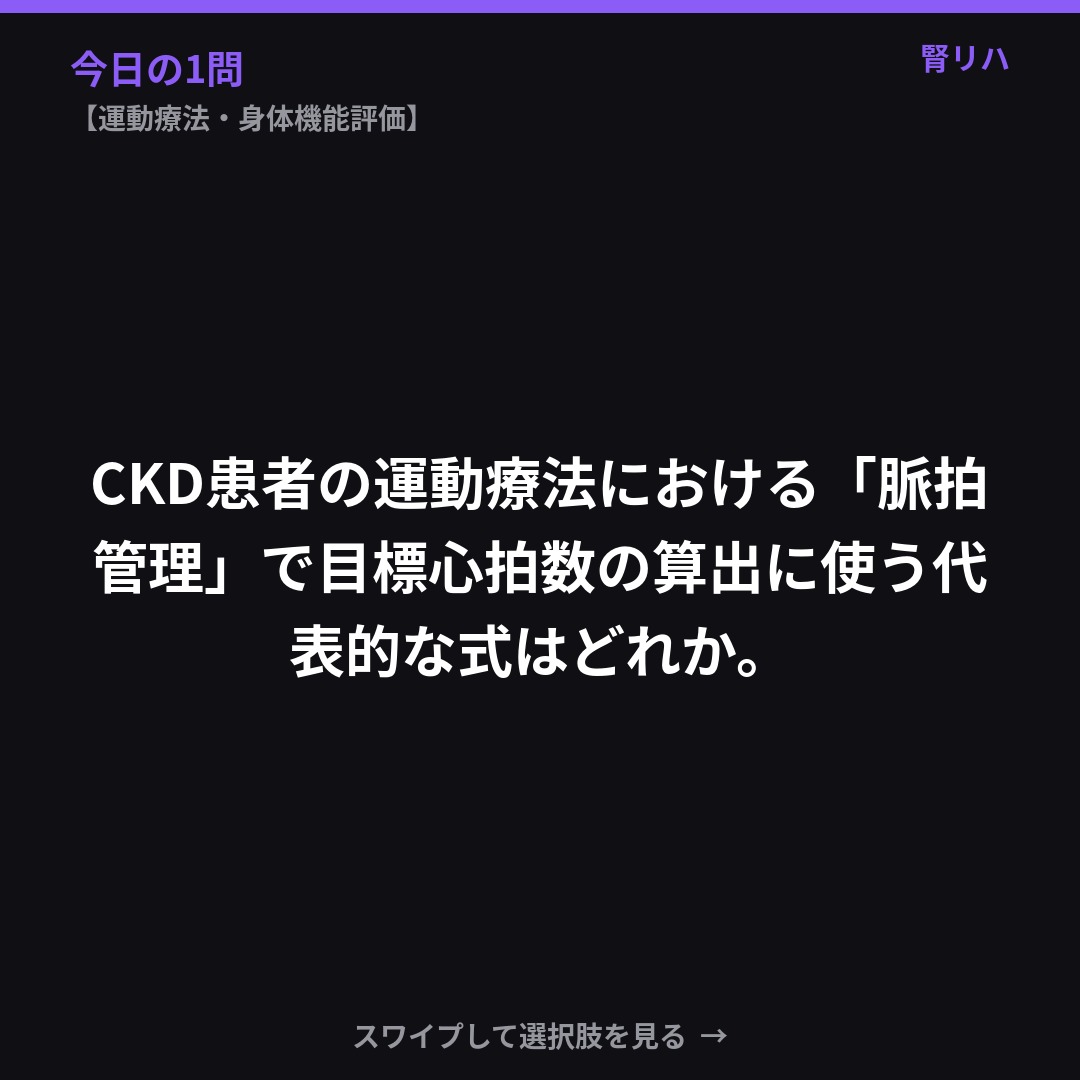 今日の1問
腎リハ
【運動療法・身体機能評価】
CKD患者の運動療法における「脈拍
管理」で目標心拍数の算出に使う代
表的な式はどれか。
スワイプして選択肢を見る →